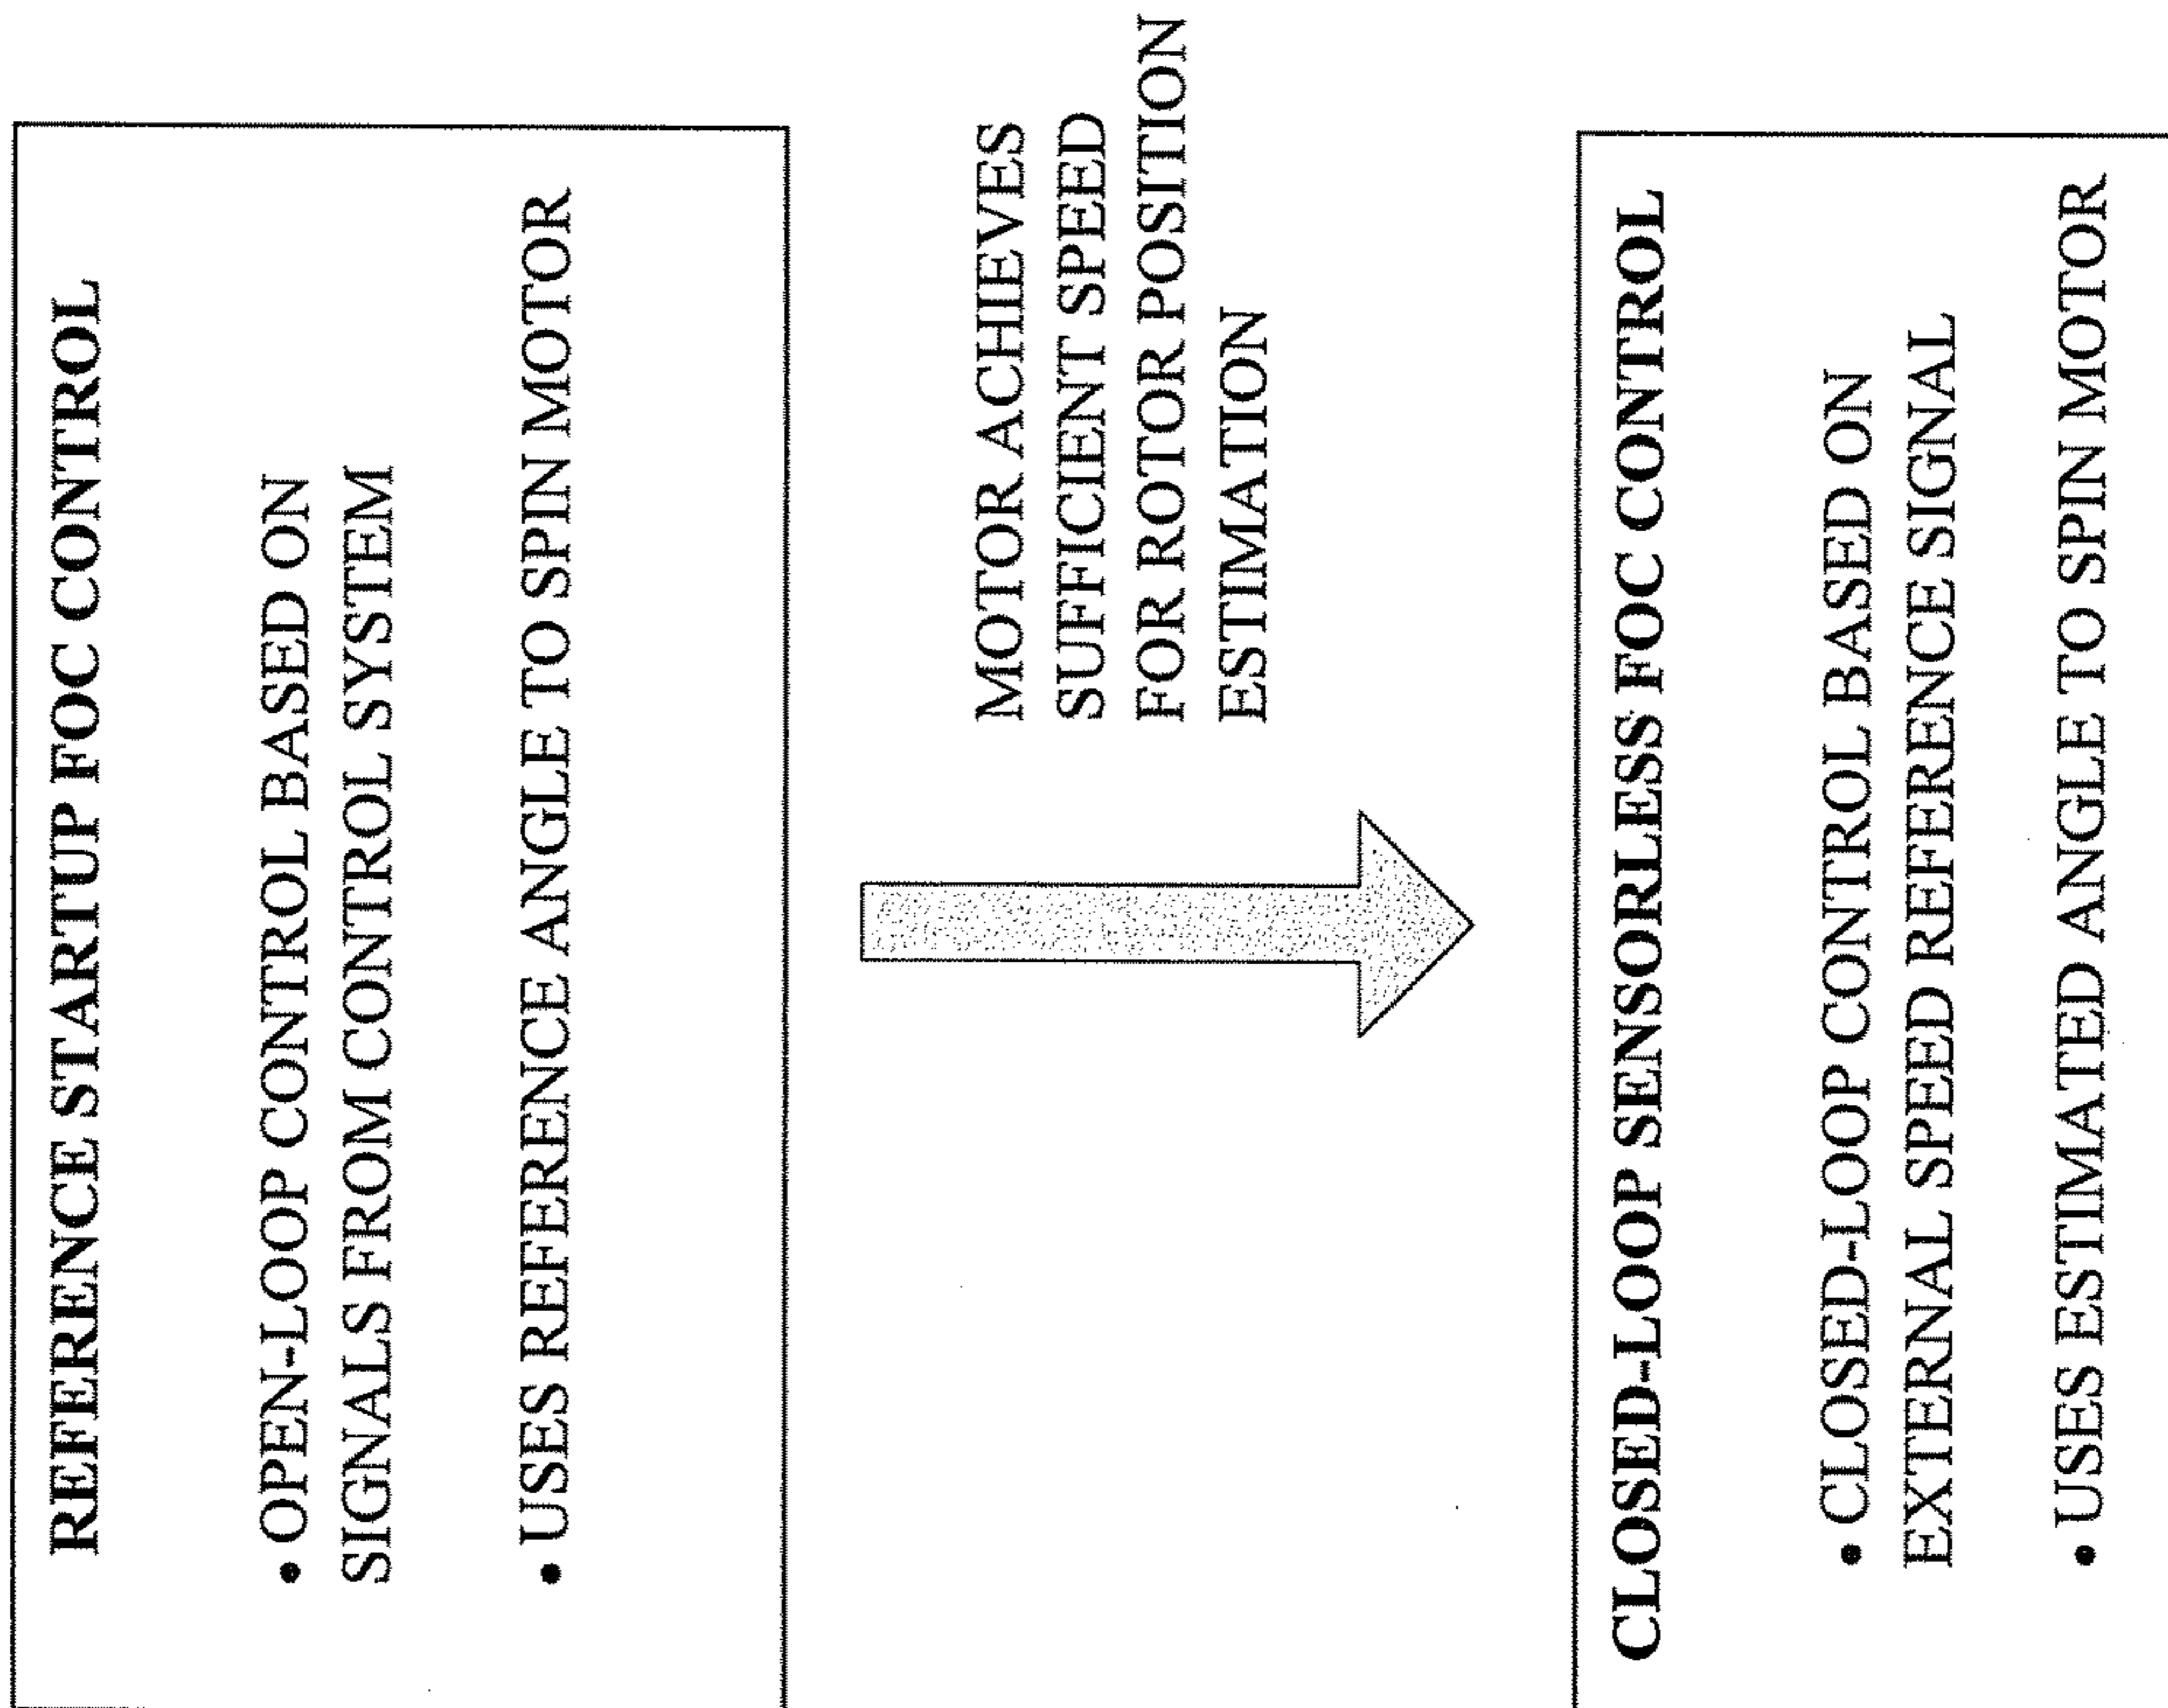 REFERENCE STARTUP FOC CONTROL
• OPEN-LOOP CONTROL BASED ON
SIGNALS FROM CONTROL SYSTEM
• USES REFERENCE ANGLE TO SPIN MOTOR
MOTOR ACHIEVES
SUFFICIENT SPEED
FOR ROTOR POSITION
ESTIMATION
CLOSED-LOOP SENSORLESS FOC CONTROL
• CLOSED-LOOP CONTROL BASED ON
EXTERNAL SPEED REFERENCE SIGNAL
• USES ESTIMATED ANGLE TO SPIN MOTOR